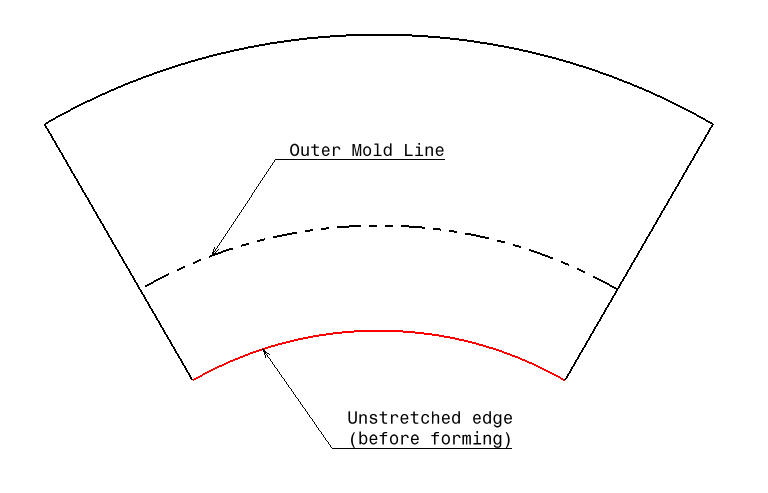 Outer Mold Line
Unstretched edge
(before forming)